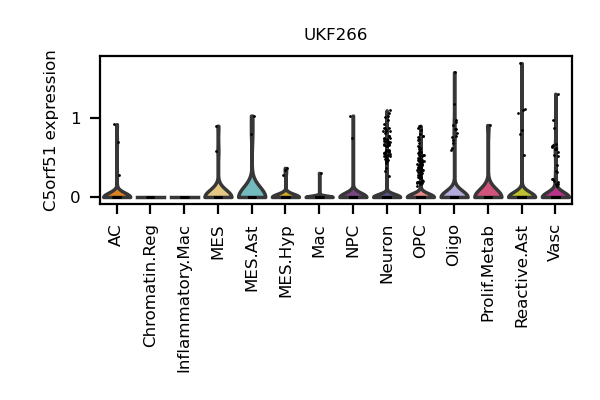 UKF266
C5orf51 expression
1
0
AC
Chromatin.Reg
Inflammatory.Mac
MES
MES.Ast
MES.Hyp
Mac
NPC
Neuron
OPC
Oligo
Prolif.Metab
Reactive.Ast
Vasc